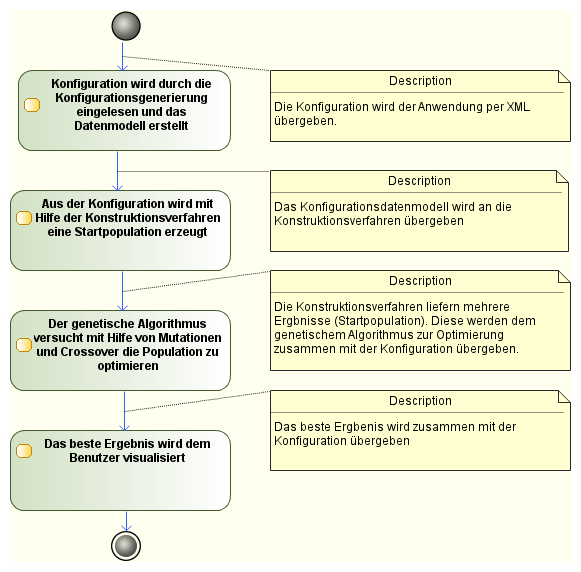 Konfiguration wird durch die
Konfigurationsgenerierung
eingelesen und das
Datenmodell erstellt
Description
Die Konfiguration wird der Anwendung per XML
übergeben.
Aus der Konfiguration wird mit
Hilfe der Konstruktionsverfahren
eine Startpopulation erzeugt
Description
Das Konfigurationsdatenmodell wird an die
Konstruktionsverfahren übergeben
Der genetische Algorithmus
versucht mit Hilfe von Mutationen
und Crossover die Population zu
optimieren
Description
Die Konstruktionsverfahren liefern mehrere
Ergbnisse (Startpopulation). Diese werden dem
genetischem Algorithmus zur Optimierung
zusammen mit der Konfiguration übergeben.
Das beste Ergebnis wird dem
Benutzer visualisiert
Description
Das beste Ergbenis wird zusammen mit der
Konfiguration übergeben